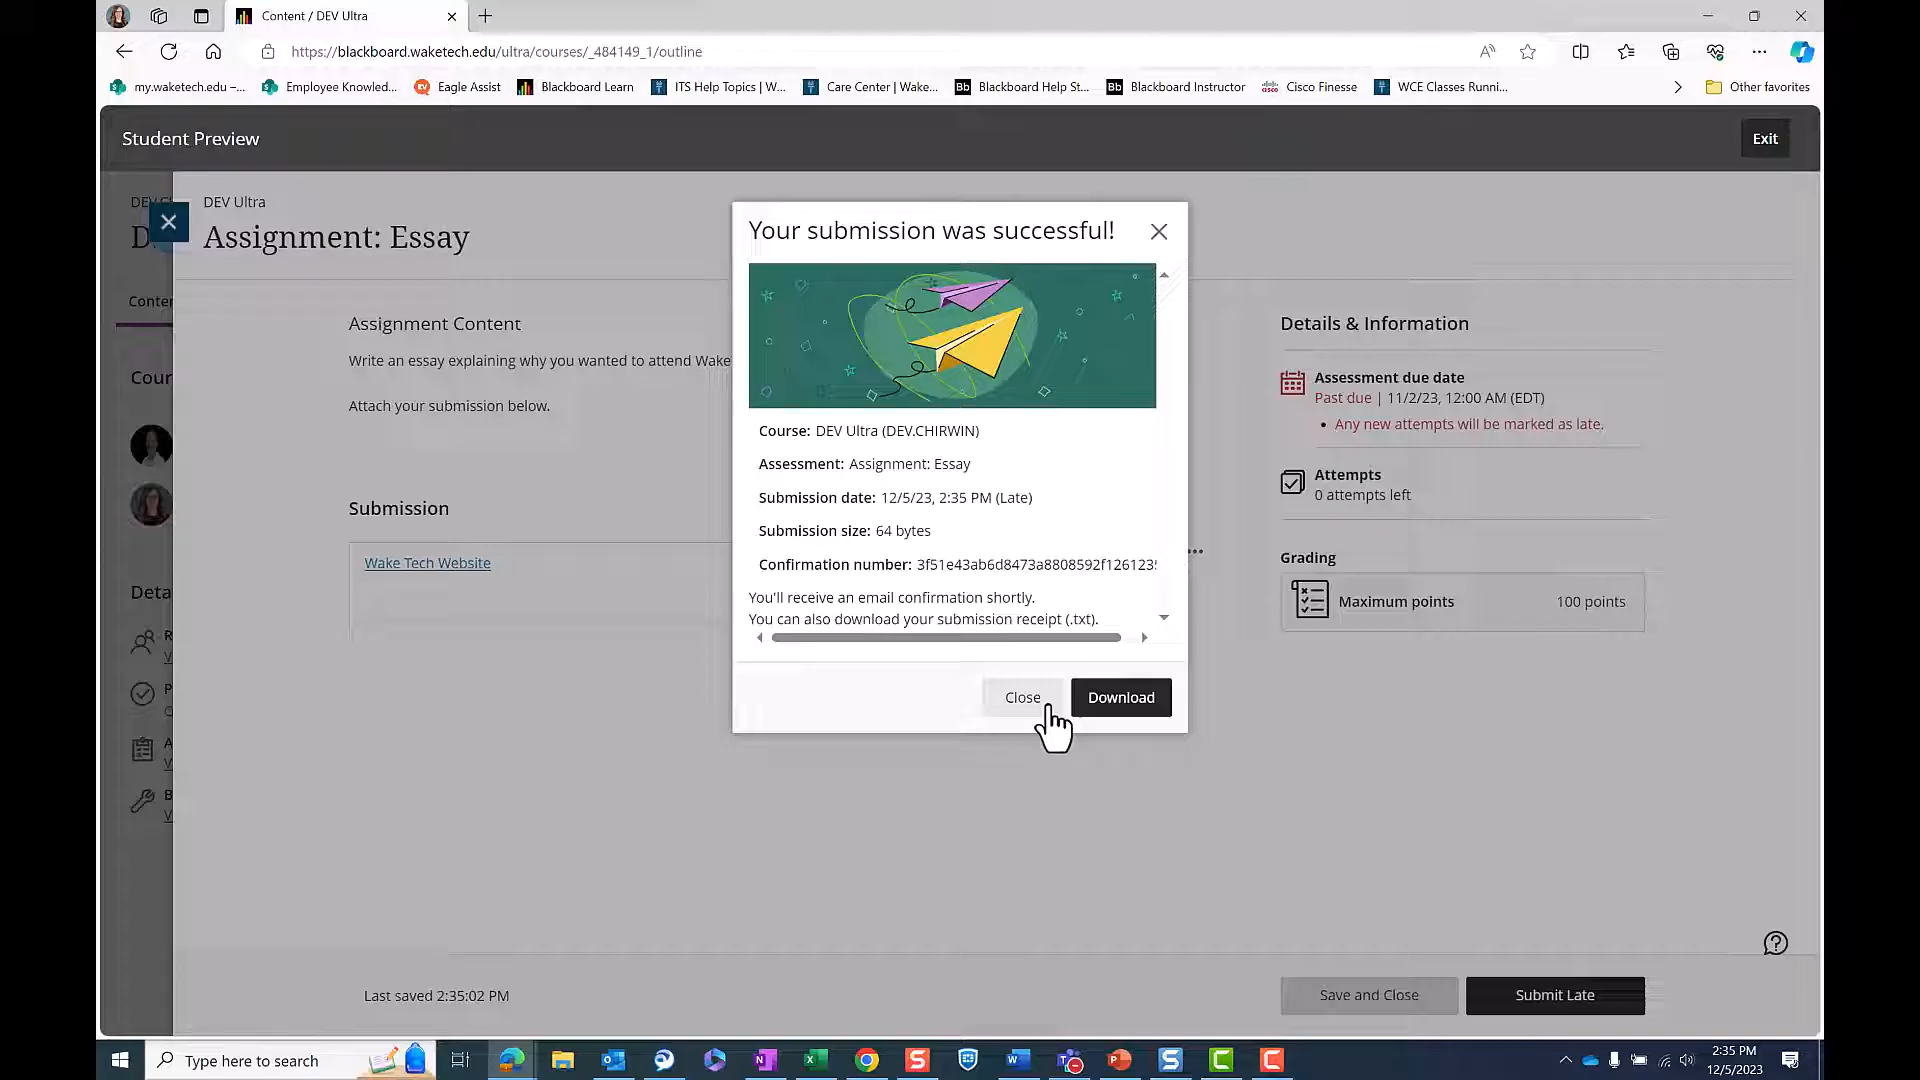 Content / DEV Ultra
https://blackboard.waketech.edu/ultra/courses/_484149_1/outline
my.waketech.edu –...
Employee Knowled...
Eagle Assist
Blackboard Learn
ITS Help Topics | W...
Care Center | Wake...
Blackboard Help St...
Blackboard Instructor
Cisco Finesse
WCE Classes Runni...
Other favorites
Student Preview
Exit
DEV Ultra
Assignment: Essay
Assignment Content
Write an essay explaining why you wanted to attend Wake
Attach your submission below.
Submission
Wake Tech Website
Your submission was successful!
Course: DEV Ultra (DEV.CHIRWIN)
Assessment: Assignment: Essay
Submission date: 12/5/23, 2:35 PM (Late)
Submission size: 64 bytes
Confirmation number: 3f51e43ab6d8473a8808592f126123
You'll receive an email confirmation shortly.
You can also download your submission receipt (.txt).
Close
Download
Details & Information
Assessment due date
Past due | 11/2/23, 12:00 AM (EDT)
• Any new attempts will be marked as late.
Attempts
0 attempts left
Grading
Maximum points
100 points
Last saved 2:35:02 PM
Save and Close
Submit Late
Type here to search
2:35 PM
12/5/2023